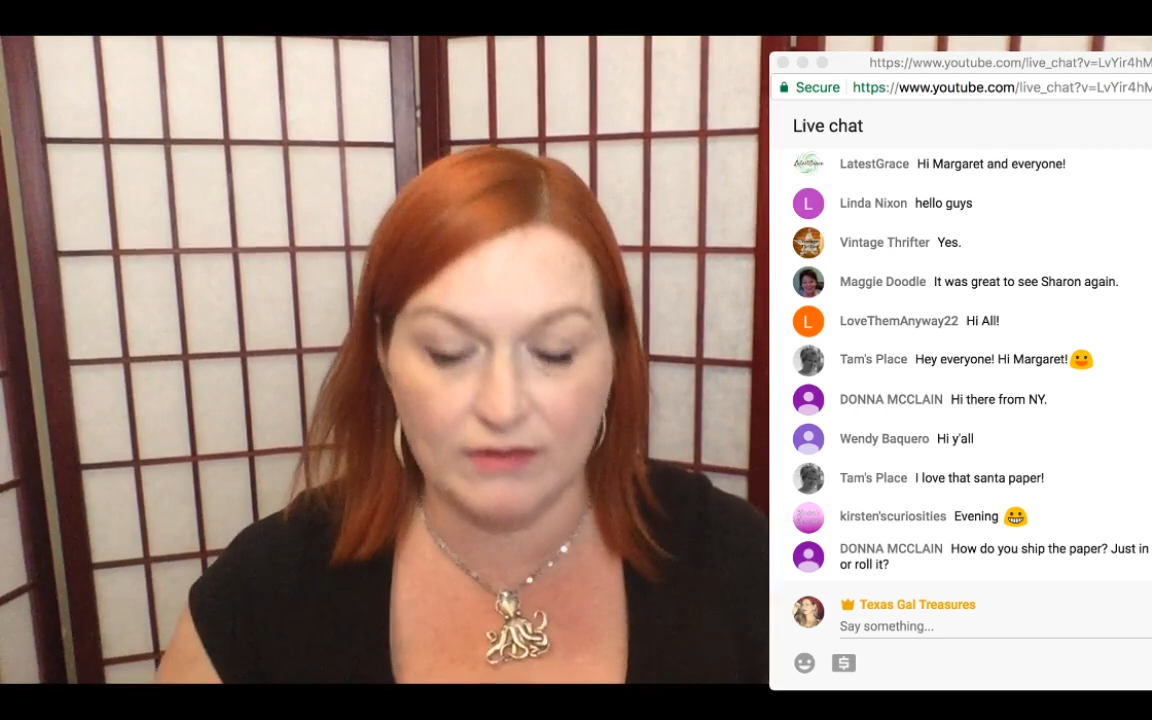 https://www.youtube.com/live_chat?v=LvYir4hM
Secure https://www.youtube.com/live_chat?v=LvYir4hM
Live chat
LatestGrace Hi Margaret and everyone!
L Linda Nixon hello guys
Vintage Thrifter Yes.
Maggie Doodle It was great to see Sharon again.
L LoveThemAnyway22 Hi All!
Tam's Place Hey everyone! Hi Margaret!
DONNA MCCLAIN Hi there from NY.
Wendy Baquero Hi y'all
Tam's Place I love that santa paper!
kirsten'scuriosities Evening
DONNA MCCLAIN How do you ship the paper? Just in
or roll it?
Texas Gal Treasures
Say something...
$